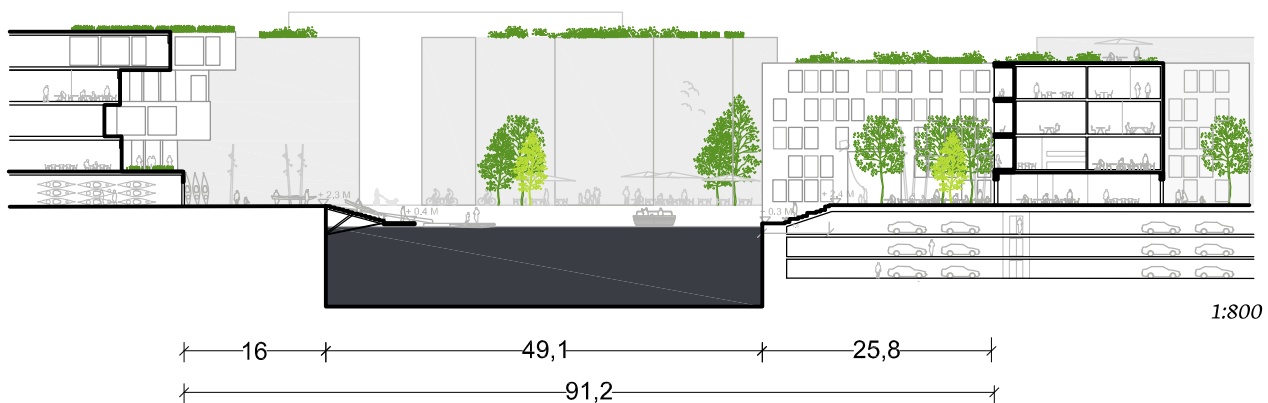 + 2,3 M
+ 0,4 M
+ 0,3 M
+ 2,4 M
1:800
16
49,1
25,8
91,2